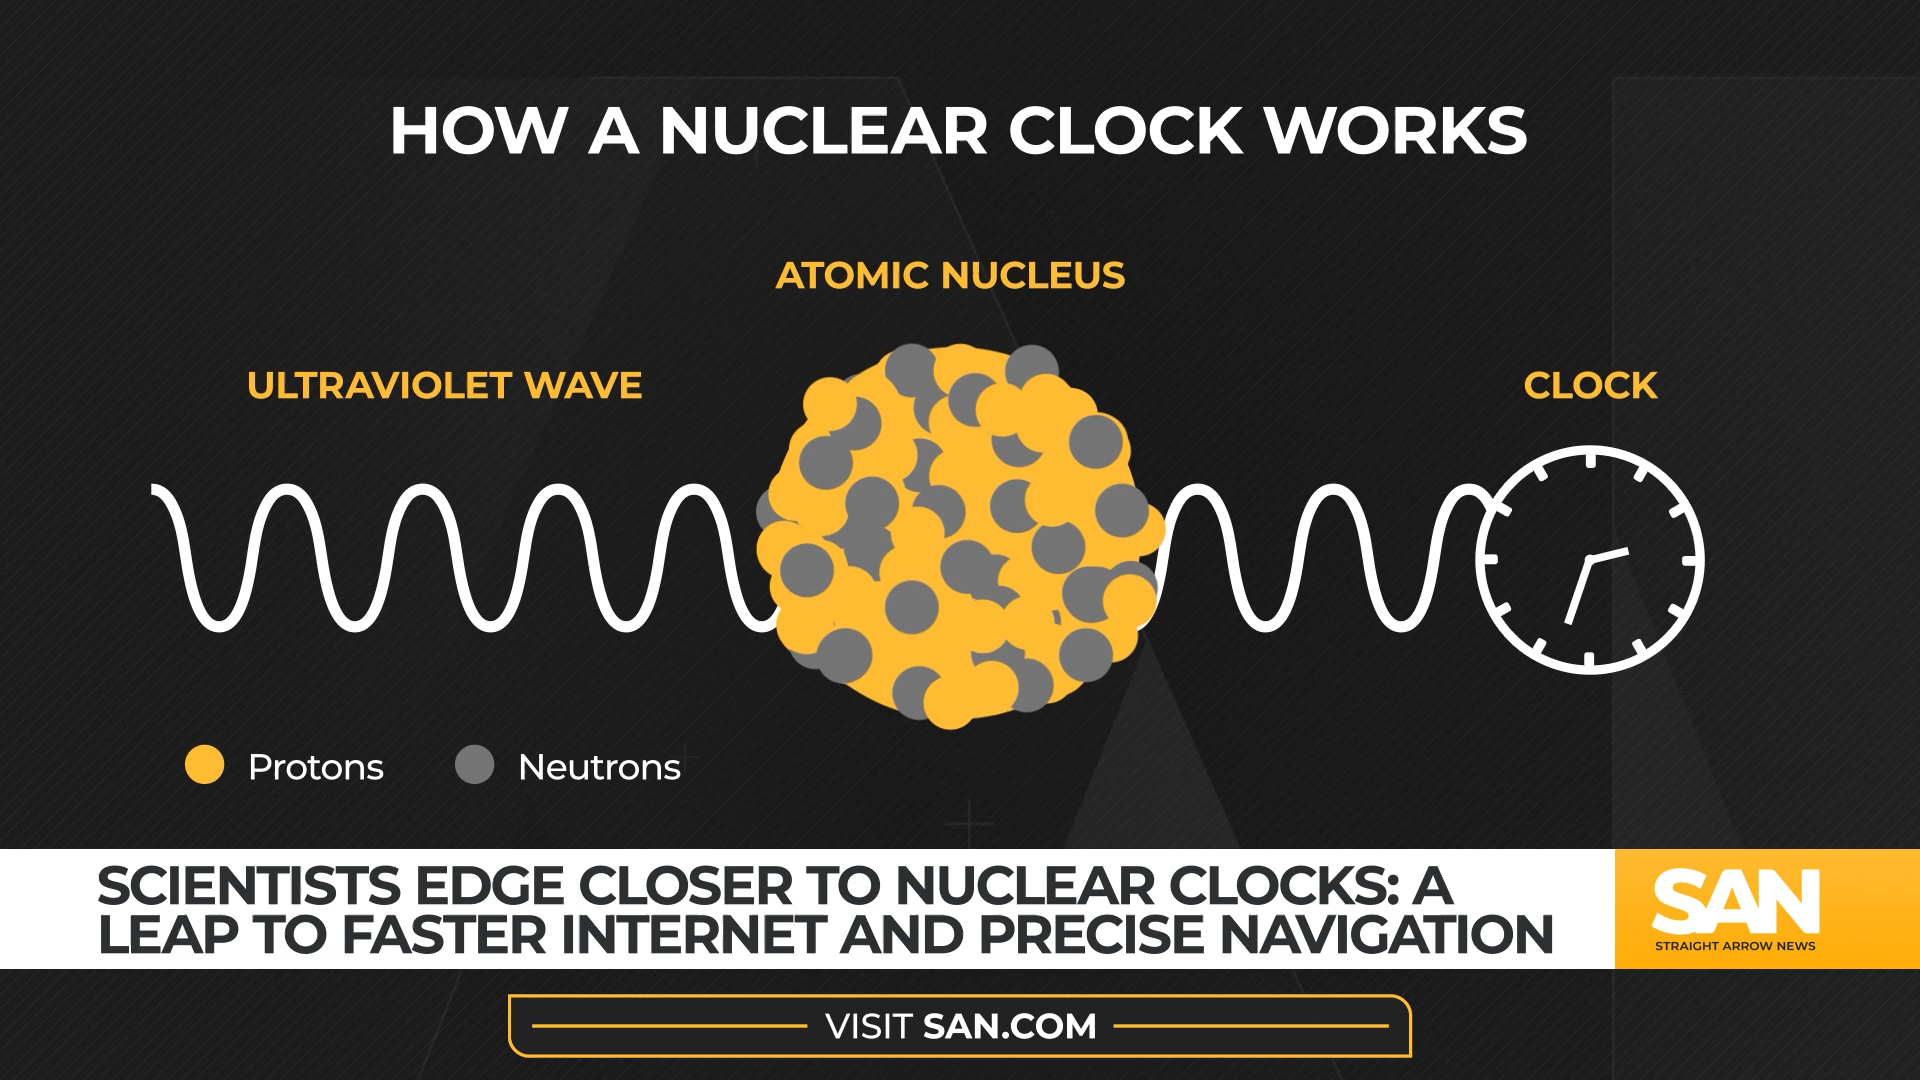 HOW A NUCLEAR CLOCK WORKS
ATOMIC NUCLEUS
ULTRAVIOLET WAVE
CLOCK
Protons
Neutrons
SCIENTISTS EDGE CLOSER TO NUCLEAR CLOCKS: A
LEAP TO FASTER INTERNET AND PRECISE NAVIGATION
SAN
STRAIGHT ARROW NEWS
VISIT SAN.COM